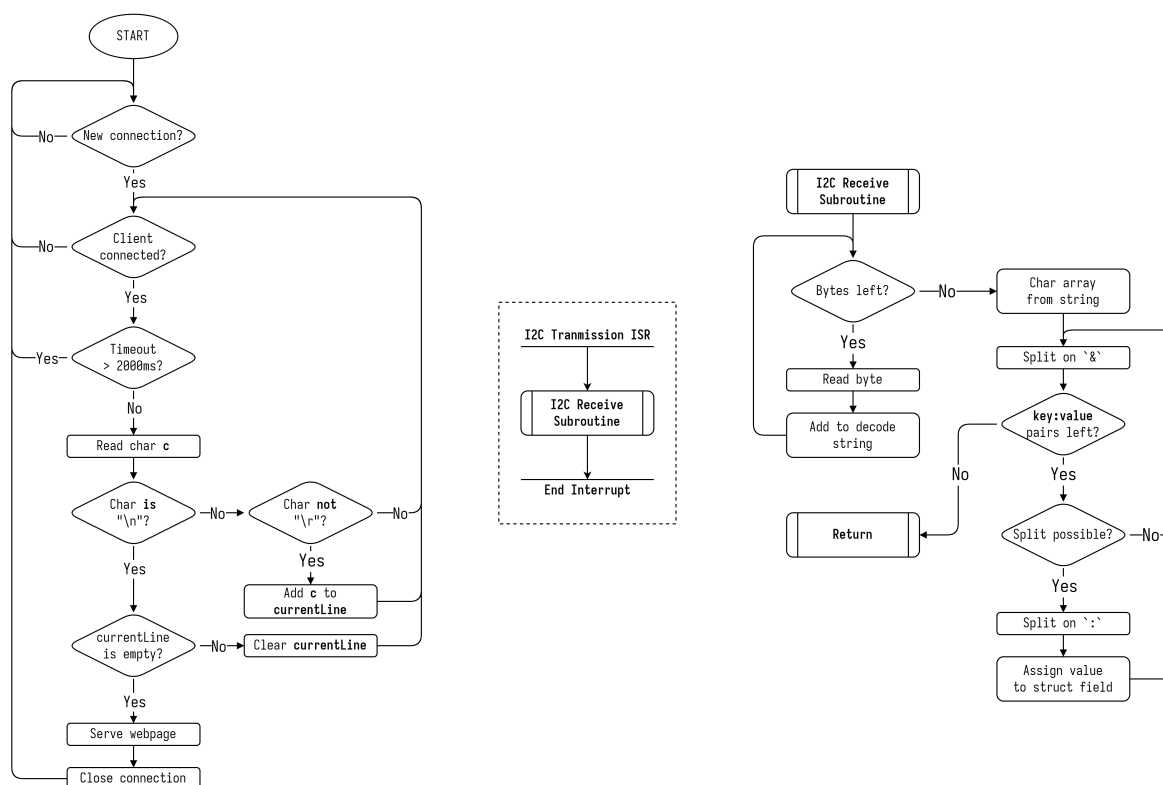 START
New connection?
No
Yes
Client
connected?
No
Yes
Timeout
> 2000ms?
Yes
No
Read char c
Char is
"\n"?
No
Char not
"\r"?
No
Yes
Yes
Add c to
currentLine
currentLine
is empty?
No
Clear currentLine
Yes
Serve webpage
Close connection
I2C Tranmission ISR
I2C Receive
Subroutine
End Interrupt
I2C Receive
Subroutine
Bytes left?
No
Yes
Read byte
Add to decode
string
Char array
from string
Split on `&`
key:value
pairs left?
No
Yes
Return
Split possible?
No
Yes
Split on `:`
Assign value
to struct field